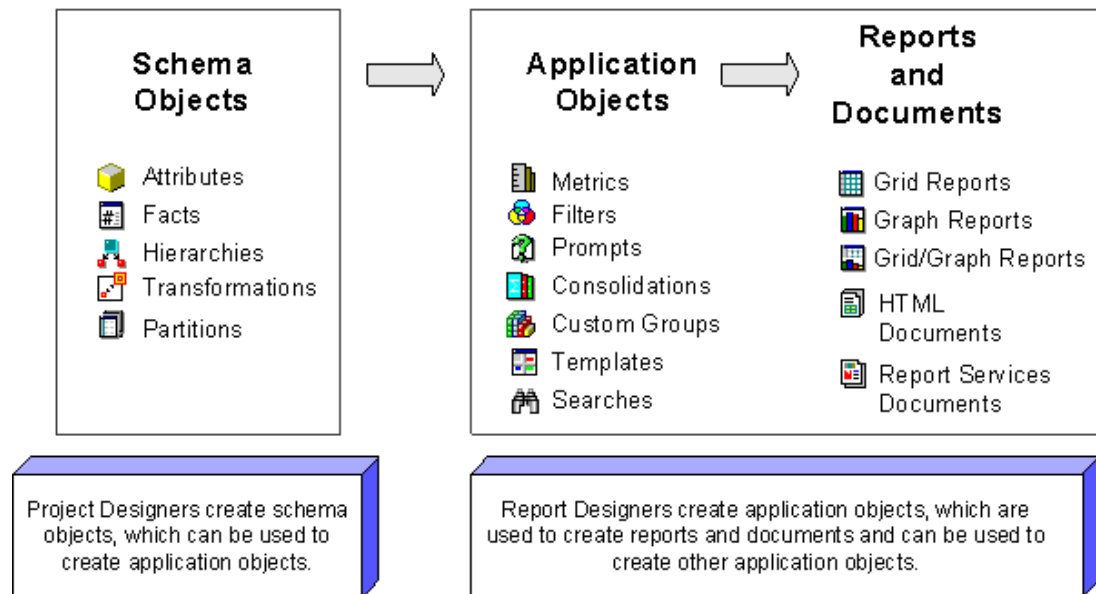 Schema
Objects
Attributes
Facts
Hierarchies
Transformations
Partitions
Application
Objects
Metrics
Filters
Prompts
Consolidations
Custom Groups
Templates
Searches
Reports
and
Documents
Grid Reports
Graph Reports
Grid/Graph Reports
HTML
Documents
Report Services
Documents
Project Designers create schema
objects, which can be used to
create application objects.
Report Designers create application objects, which are
used to create reports and documents and can be used to
create other application objects.